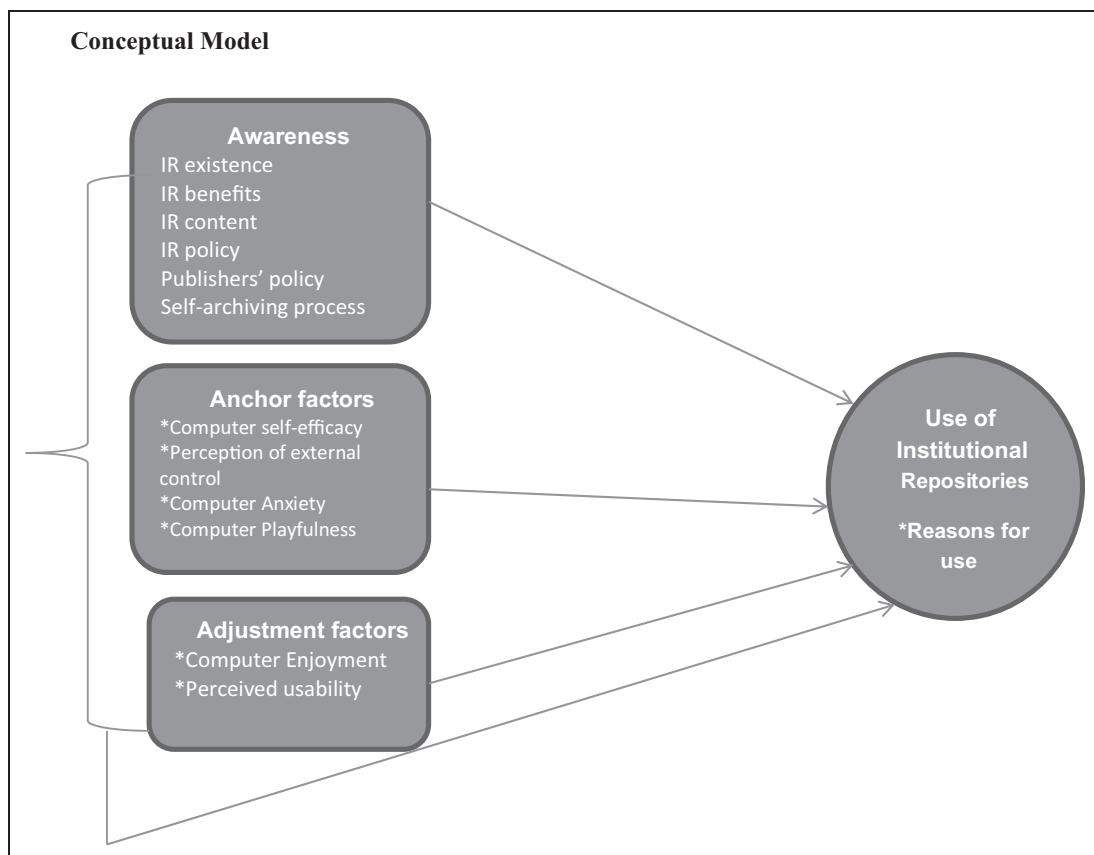 Conceptual Model
Awareness
IR existence
IR benefits
IR content
IR policy
Publishers’ policy
Self-archiving process
Anchor factors
*Computer self-efficacy
*Perception of external
control
*Computer Anxiety
*Computer Playfulness
Adjustment factors
*Computer Enjoyment
*Perceived usability
Use of
Institutional
Repositories
*Reasons for
use